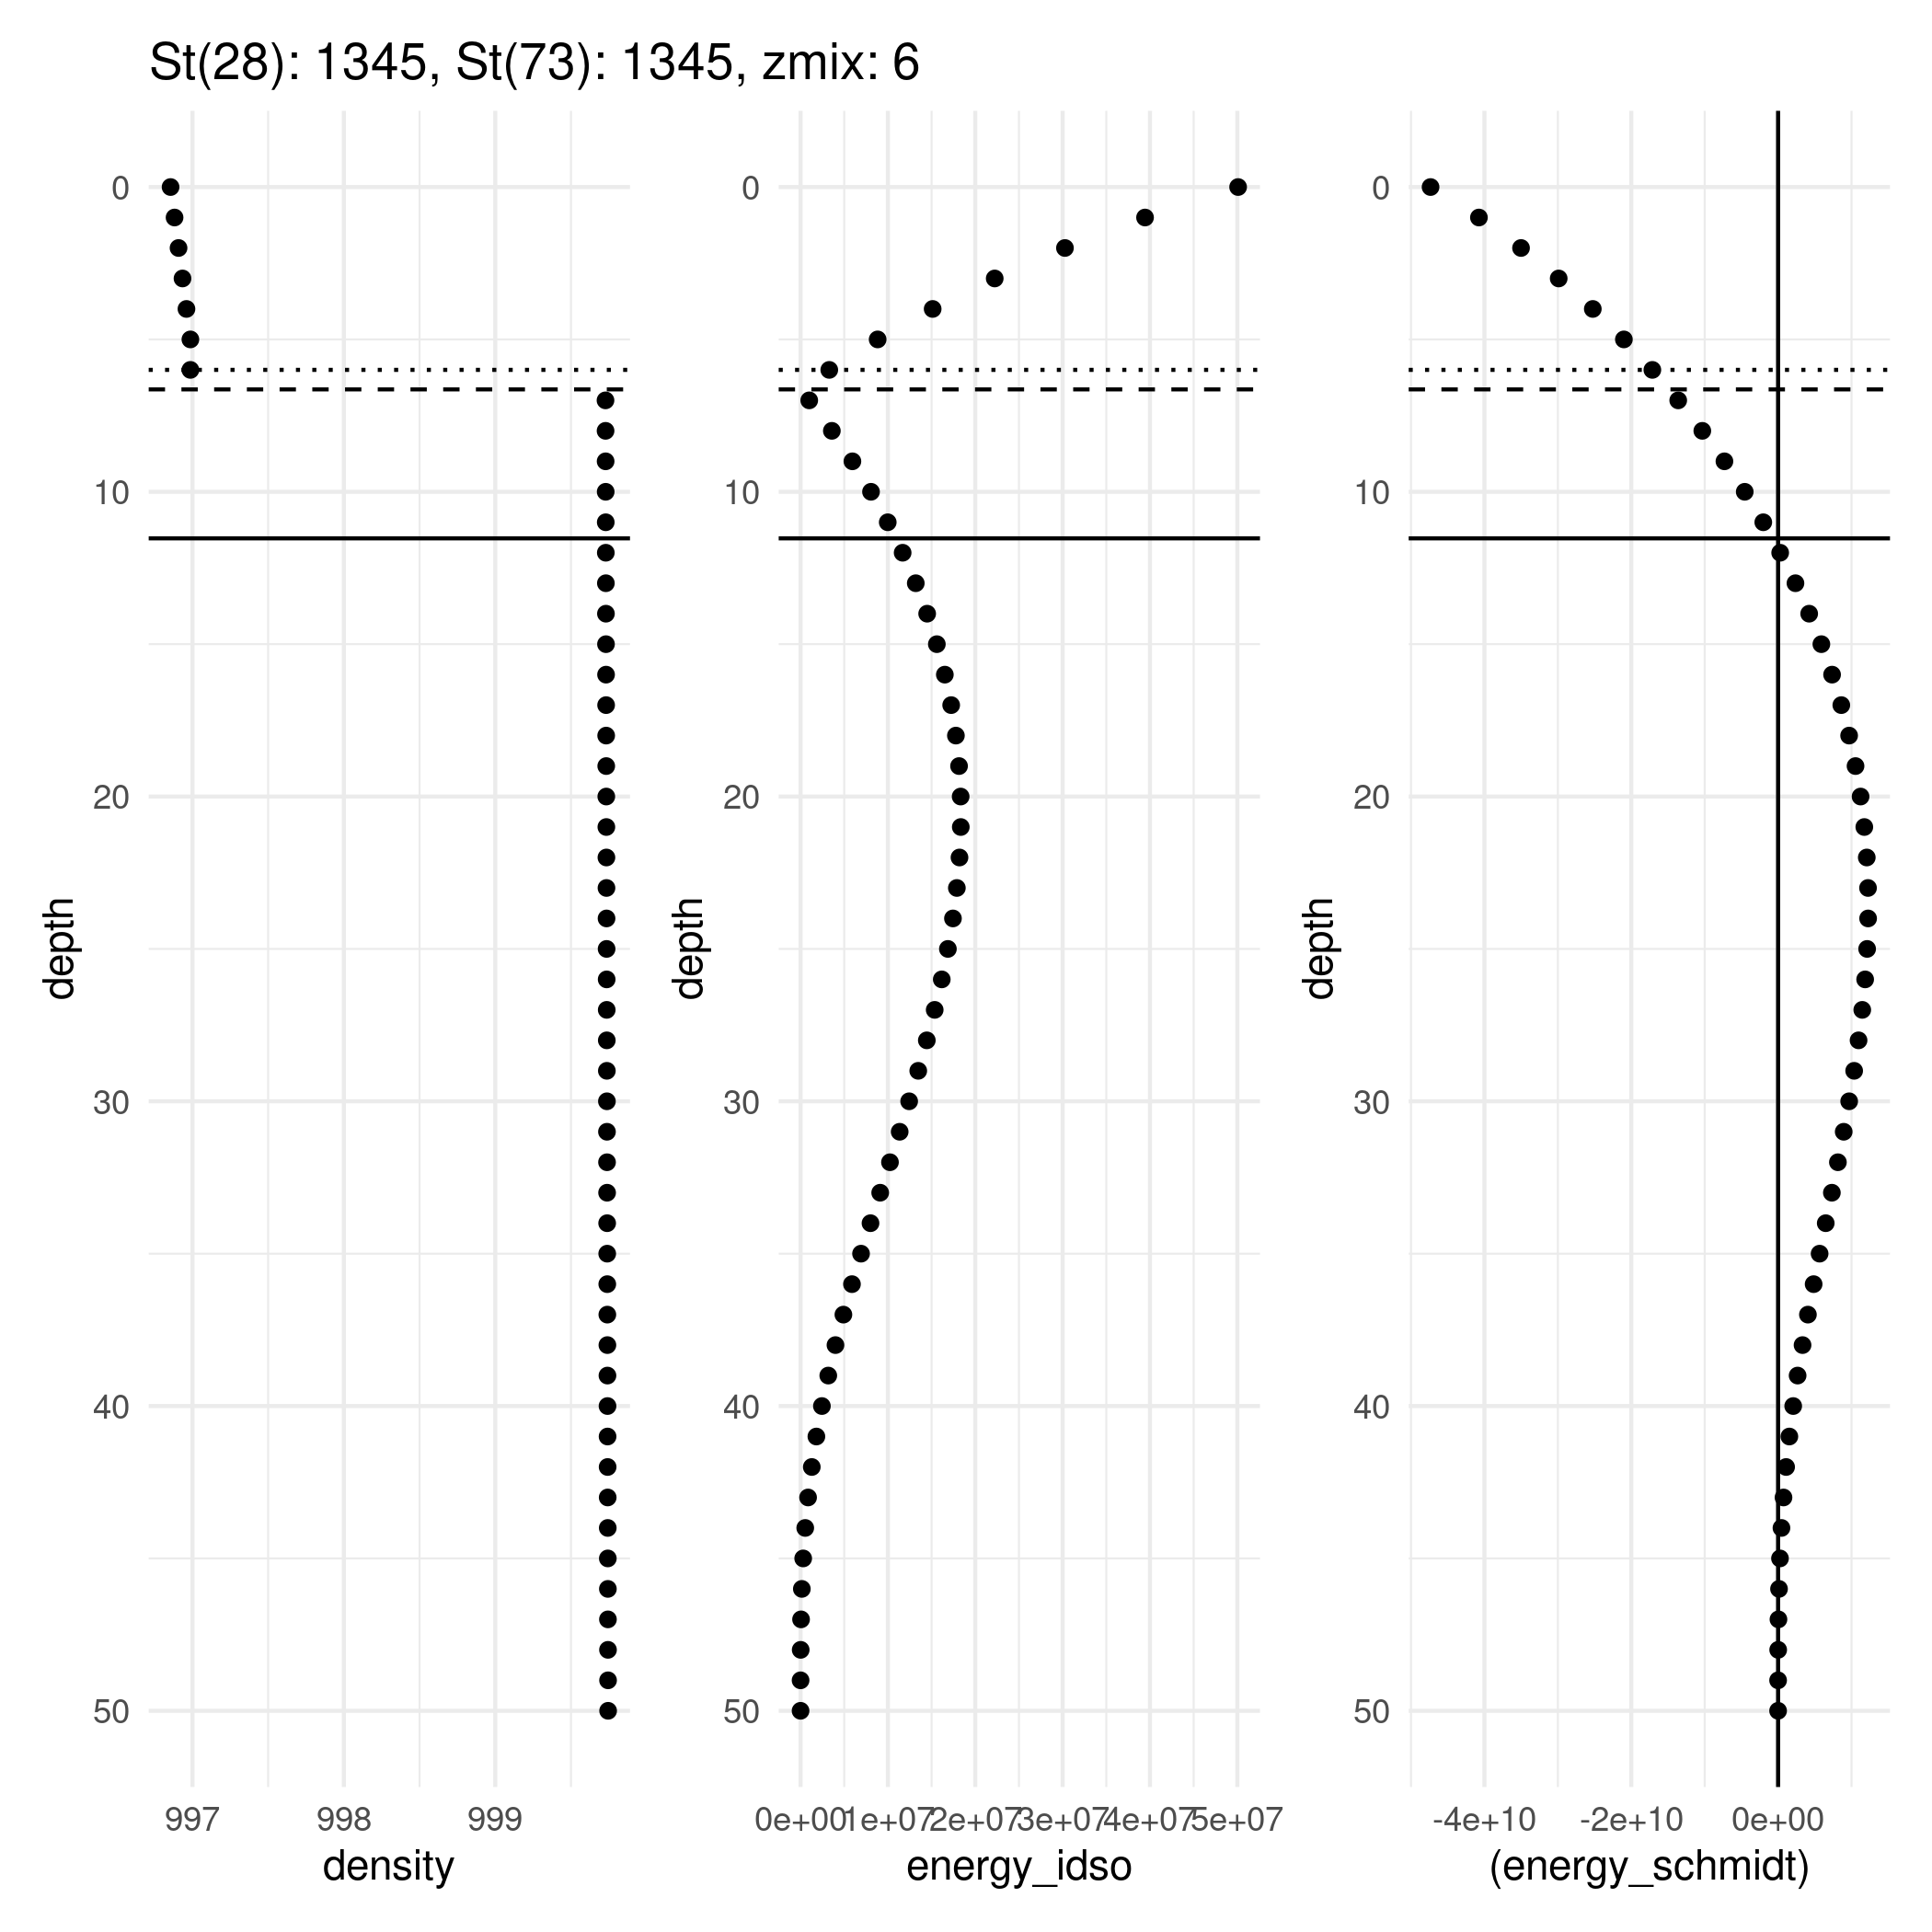 St(28): 1345, St(73): 1345, zmix: 6
depth
0
10
20
30
40
50
997 998 999
density
depth
0
10
20
30
40
50
0e+00 1e+07 2e+07 3e+07 4e+07 5e+07
energy_idso
depth
0
10
20
30
40
50
-4e+10 -2e+10 0e+00
(energy_schmidt)